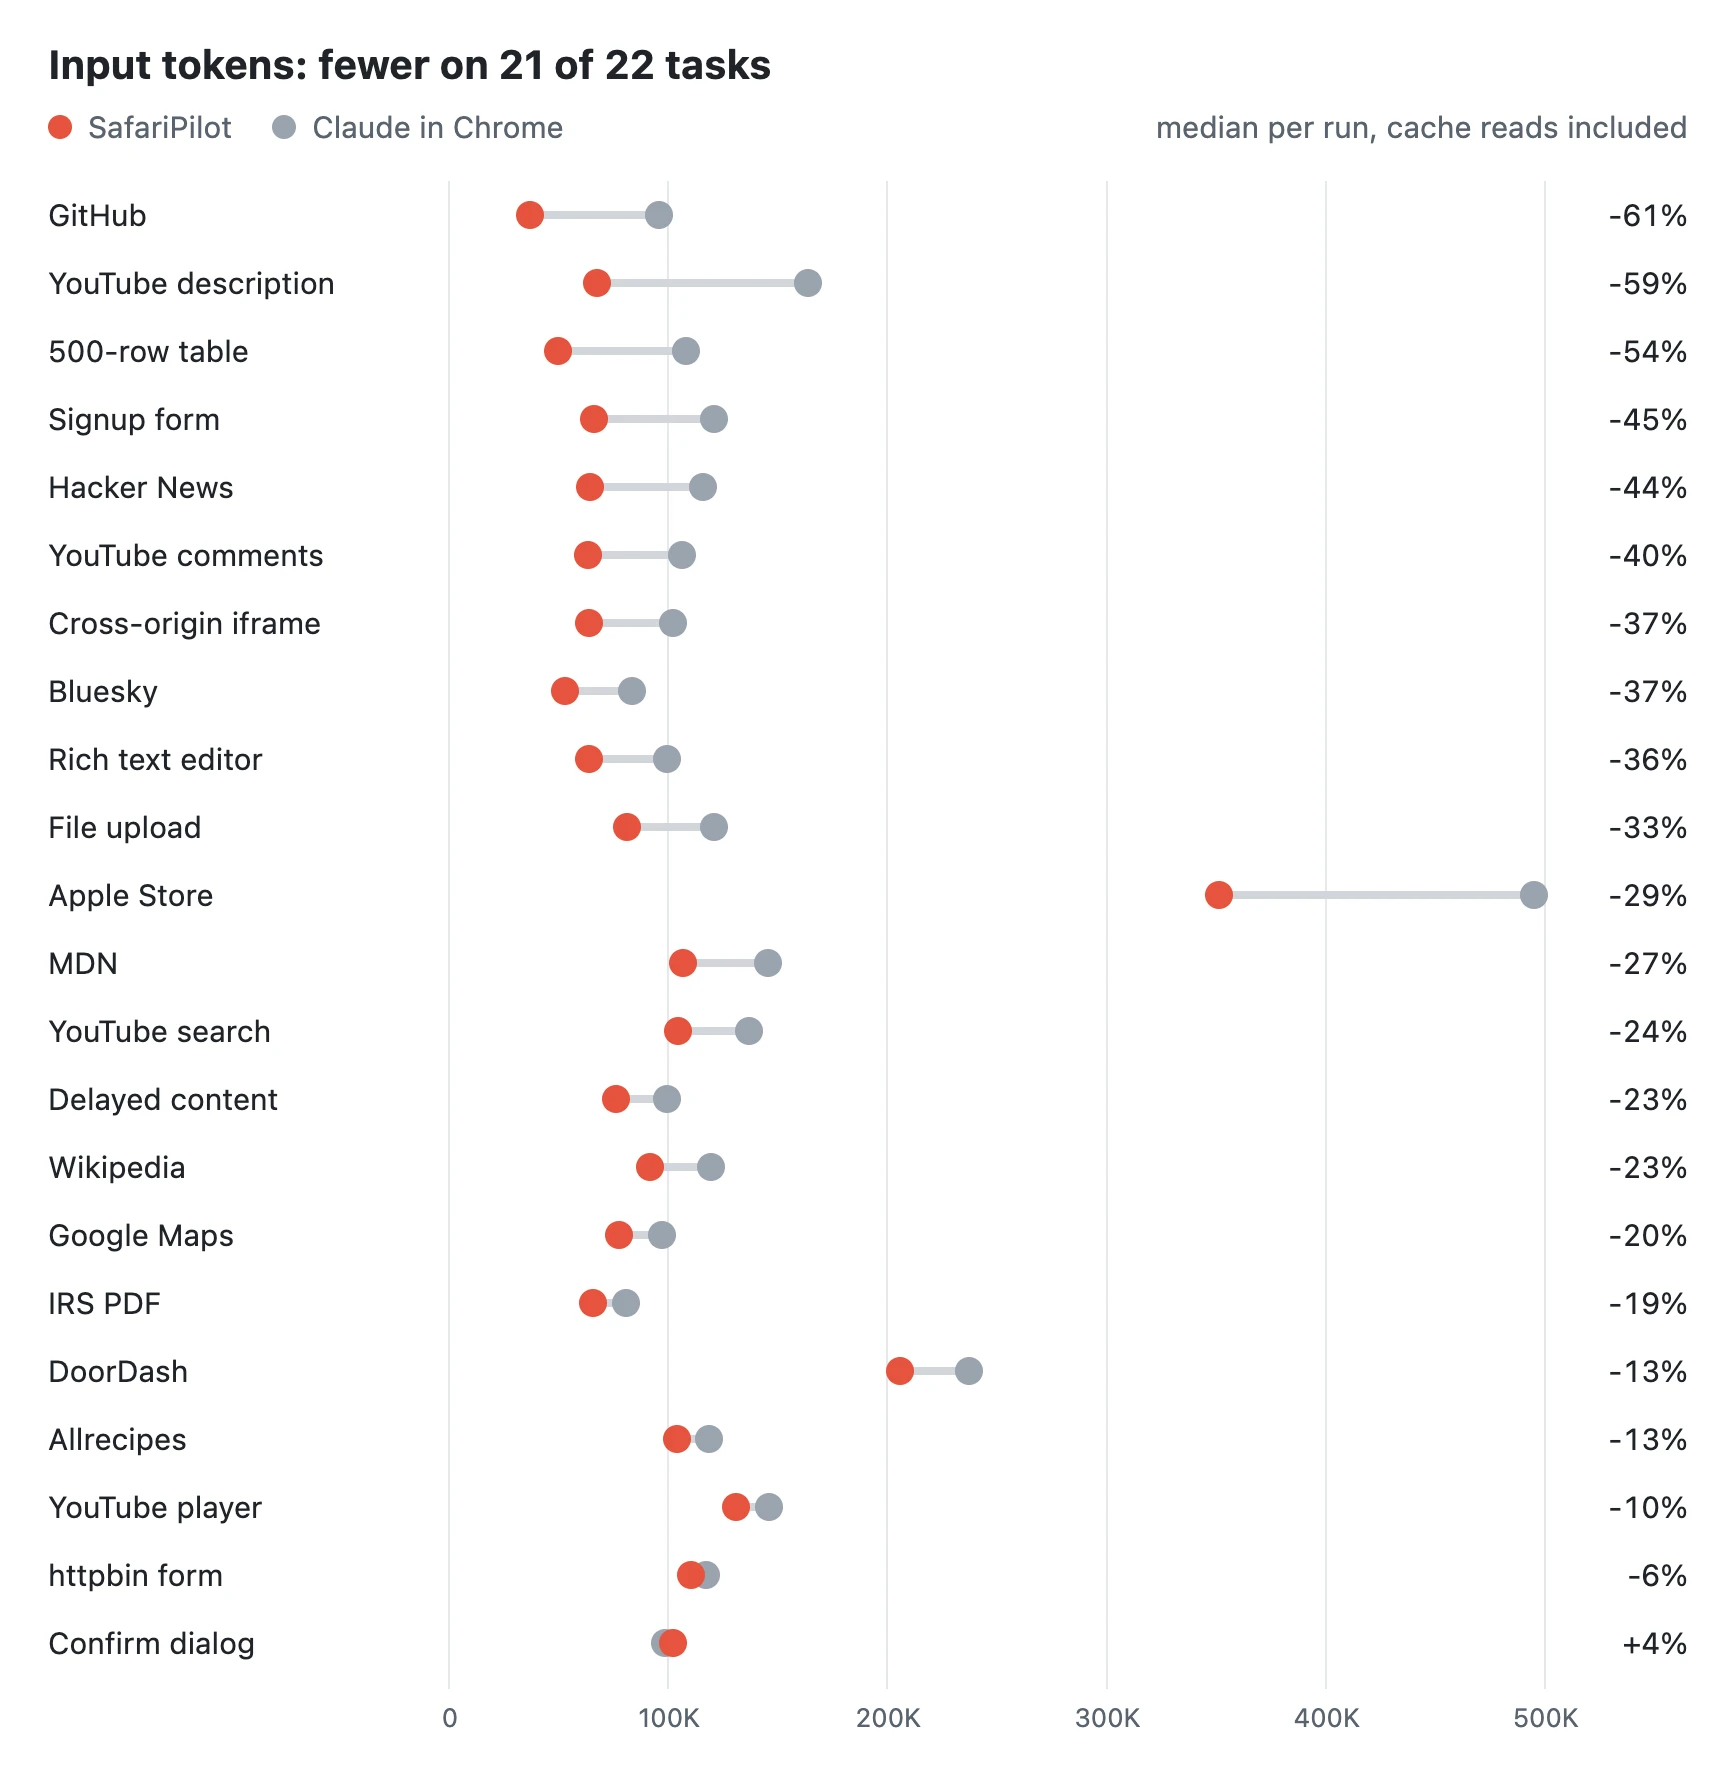 Input tokens: fewer on 21 of 22 tasks
SafariPilot Claude in Chrome median per run, cache reads included
GitHub -61%
YouTube description -59%
500-row table -54%
Signup form -45%
Hacker News -44%
YouTube comments -40%
Cross-origin iframe -37%
Bluesky -37%
Rich text editor -36%
File upload -33%
Apple Store -29%
MDN -27%
YouTube search -24%
Delayed content -23%
Wikipedia -23%
Google Maps -20%
IRS PDF -19%
DoorDash -13%
Allrecipes -13%
YouTube player -10%
httpbin form -6%
Confirm dialog +4%
0 100K 200K 300K 400K 500K